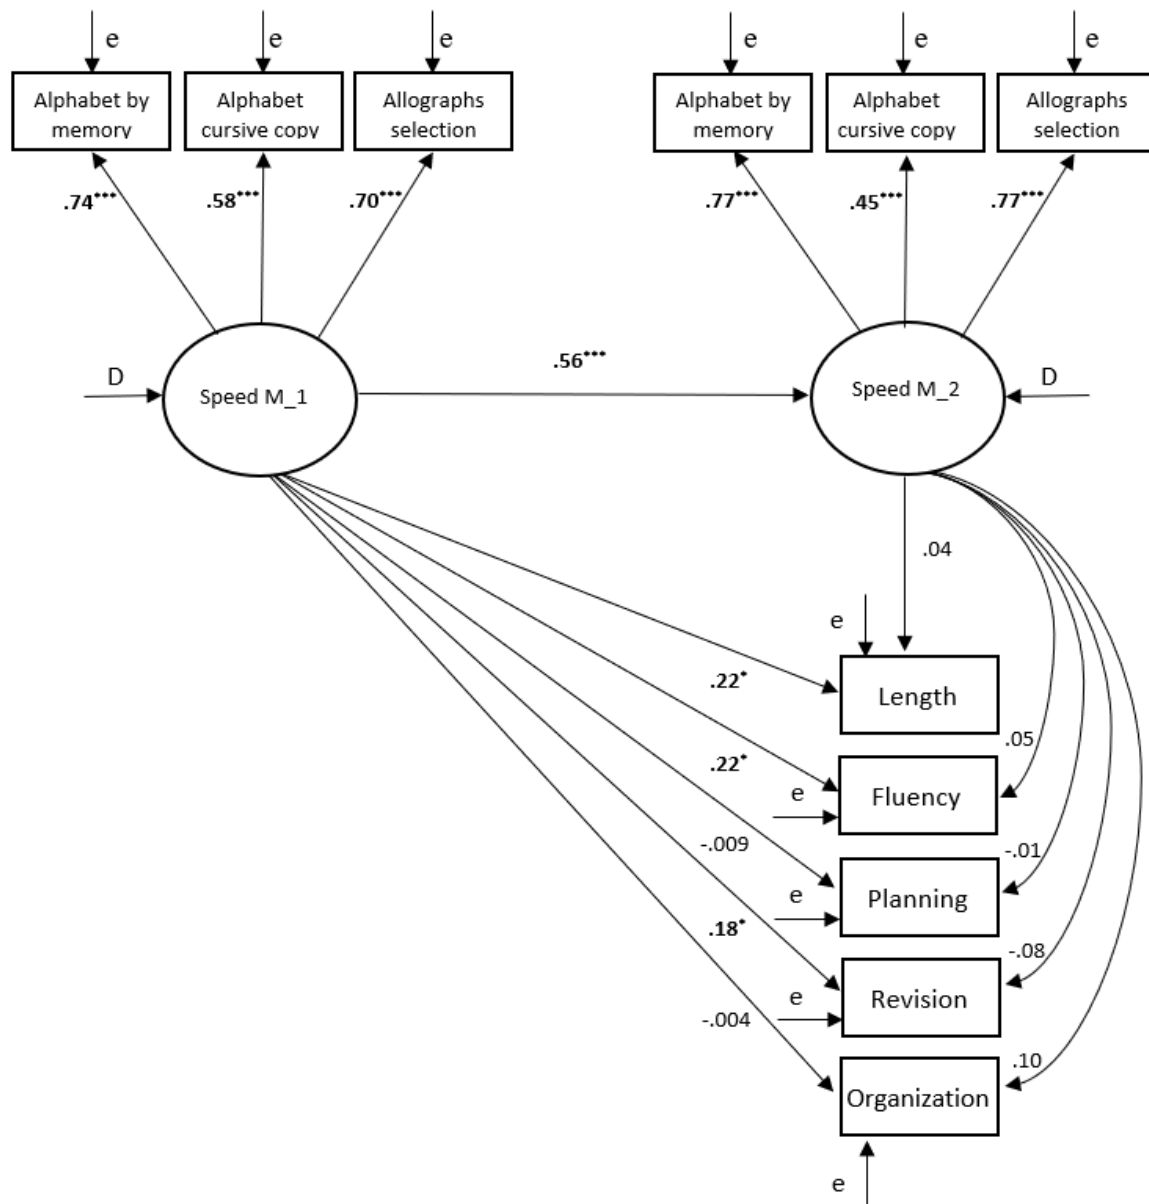 e e e e e e
Alphabet by memory
Alphabet cursive copy
Allographs selection
Alphabet by memory
Alphabet cursive copy
Allographs selection
.74***
.58***
.70***
.77***
.45***
.77***
D
Speed M_1
.56***
Speed M_2
D
.04
e
Length
.22*
.05
e
Fluency
.22*
-.01
e
Planning
-.009
-.08
e
Revision
.18*
.10
Organization
-.004
e